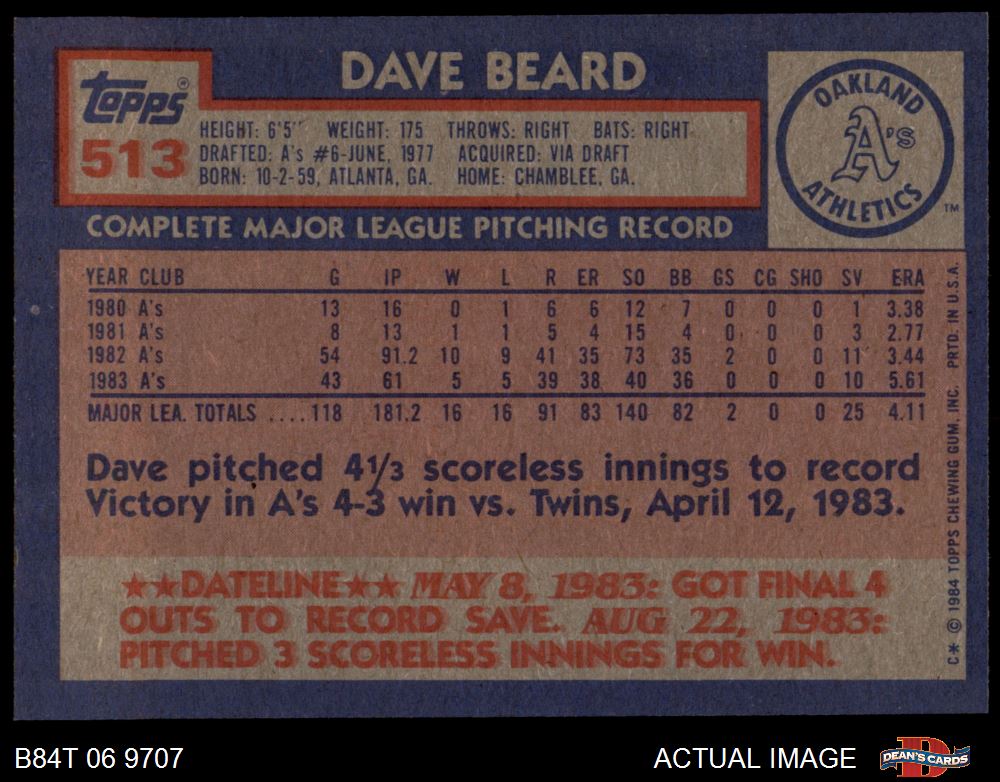 DAVE BEARD
Topps®
513
HEIGHT: 6'5" WEIGHT: 175 THROWS: RIGHT BATS: RIGHT
DRAFTED: A's #6-JUNE, 1977 ACQUIRED: VIA DRAFT
BORN: 10-2-59, ATLANTA, GA. HOME: CHAMBLEE, GA.
OAKLAND
A's
ATHLETICS
TM
COMPLETE MAJOR LEAGUE PITCHING RECORD
YEAR CLUB G IP W L R ER SO BB GS CG SHO SV ERA
1980 A's 13 16 0 1 6 6 12 7 0 0 0 1 3.38
1981 A's 8 13 1 1 5 4 15 4 0 0 0 3 2.77
1982 A's 54 91.2 10 9 41 35 73 35 2 0 0 11 3.44
1983 A's 43 61 5 5 39 38 40 36 0 0 0 10 5.61
MAJOR LEA. TOTALS ....118 181.2 16 16 91 83 140 82 2 0 0 25 4.11
Dave pitched 4⅓ scoreless innings to record
Victory in A's 4-3 win vs. Twins, April 12, 1983.
★★DATELINE★★ MAY 8, 1983: GOT FINAL 4
OUTS TO RECORD SAVE. AUG 22, 1983:
PITCHED 3 SCORELESS INNINGS FOR WIN.
C* © 1984 TOPPS CHEWING GUM, INC. PRTD. IN U.S.A.
B84T 06 9707
ACTUAL IMAGE
DEAN'S CARDS